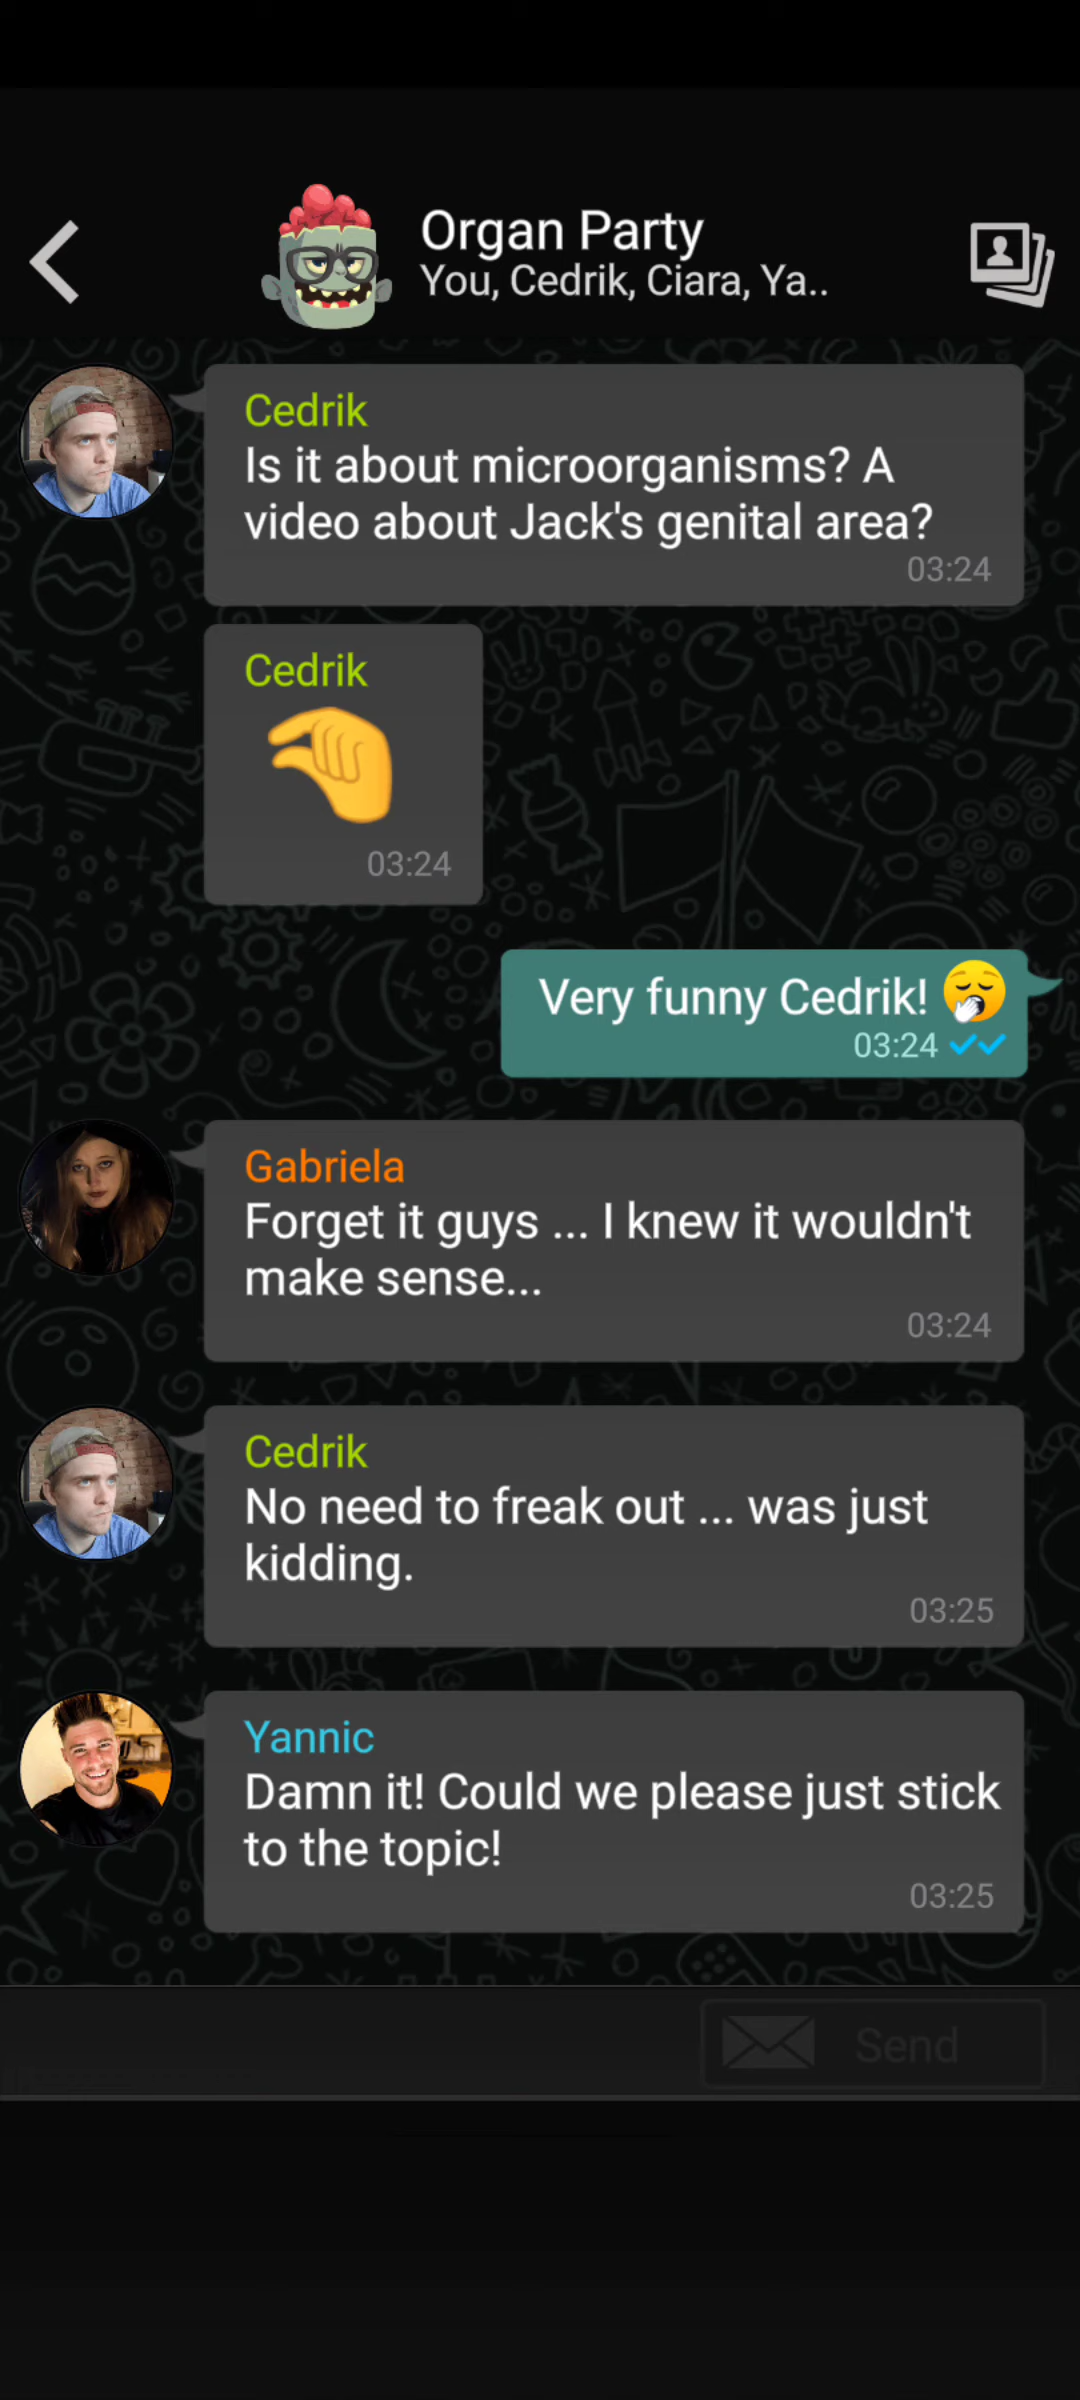 Organ Party
You, Cedrik, Ciara, Ya..
Cedrik
Is it about microorganisms? A
video about Jack's genital area?
03:24
Cedrik
🤏
03:24
Very funny Cedrik! 🥱
03:24
Gabriela
Forget it guys ... I knew it wouldn't
make sense...
03:24
Cedrik
No need to freak out ... was just
kidding.
03:25
Yannic
Damn it! Could we please just stick
to the topic!
03:25
Send